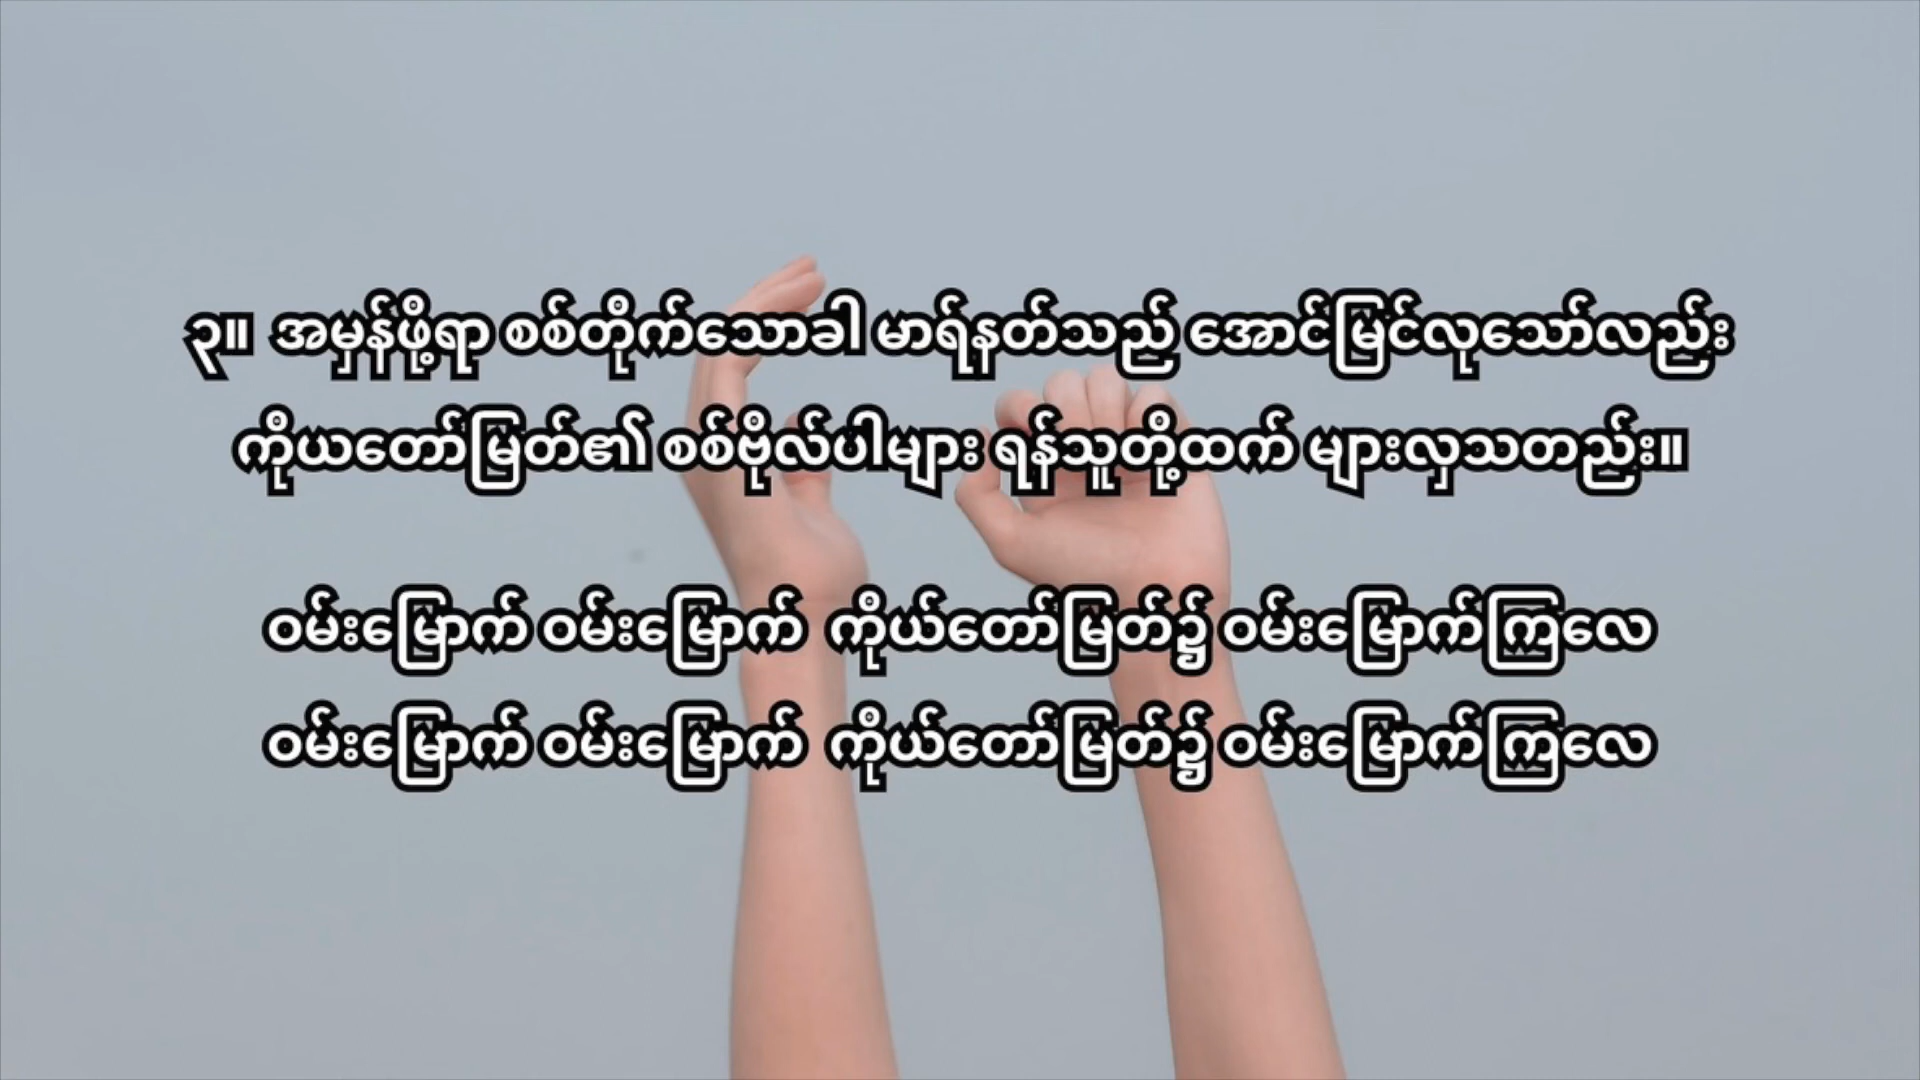 ၃။ အမှန်ဖို့ရာ စစ်တိုက်သောခါ မာရ်နတ်သည် အောင်မြင်လုသော်လည်း
ကိုယတော်မြတ်၏ စစ်ဗိုလ်ပါများ ရန်သူတို့ထက် များလှသတည်း။
ဝမ်းမြောက် ဝမ်းမြောက် ကိုယ်တော်မြတ်၌ ဝမ်းမြောက်ကြလေ
ဝမ်းမြောက် ဝမ်းမြောက် ကိုယ်တော်မြတ်၌ ဝမ်းမြောက်ကြလေ